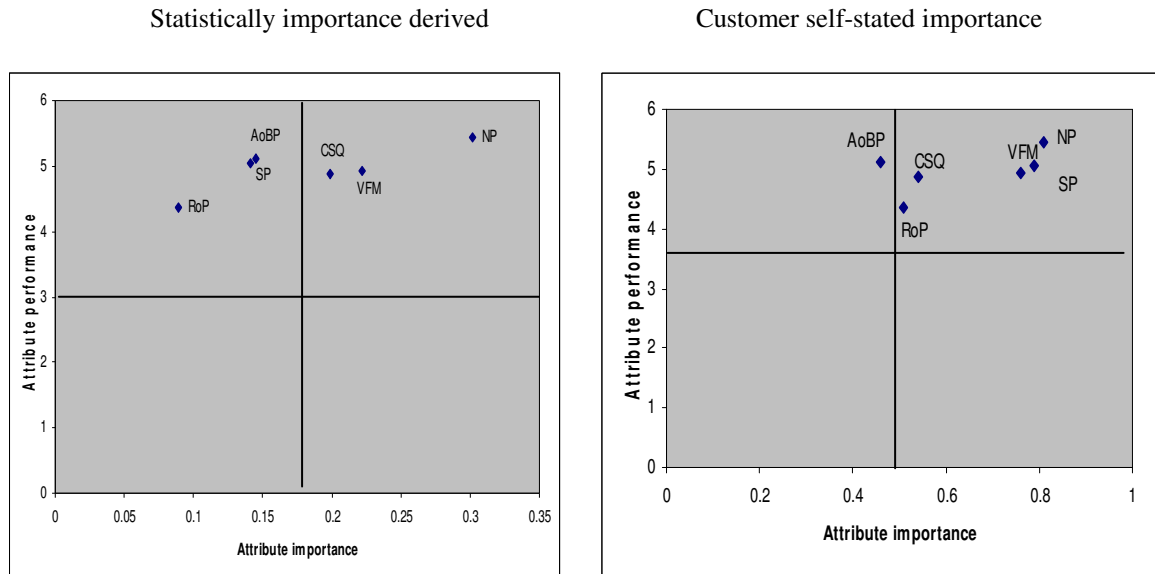 Statistically importance derived
Customer self-stated importance
6
5
4
3
2
1
0
Attribute performance
AoBP
SP
RoP
CSQ
VFM
NP
0 0.05 0.1 0.15 0.2 0.25 0.3 0.35
Attribute importance
6
5
4
3
2
1
0
Attribute performance
AoBP
CSQ
RoP
VFM
NP
SP
0 0.2 0.4 0.6 0.8 1
Attribute importance